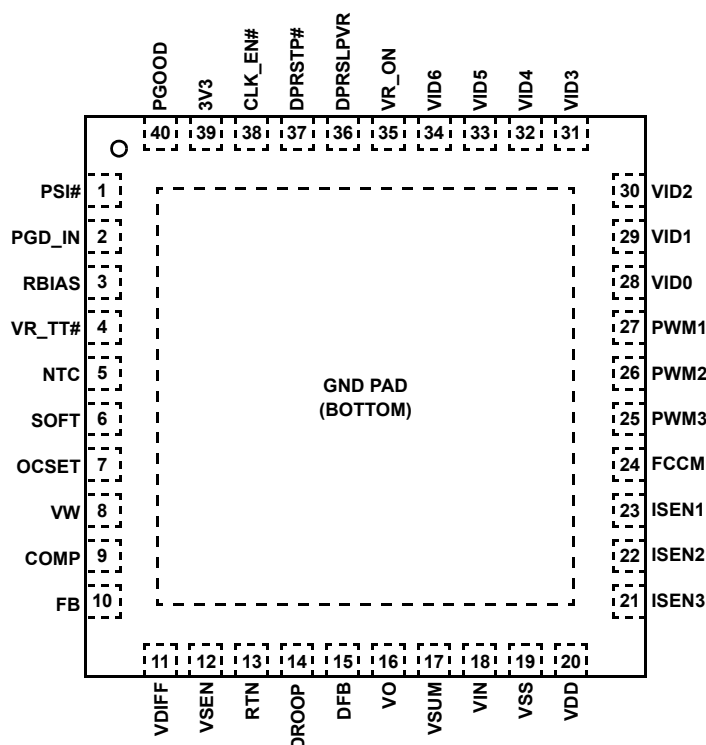 PGOOD
3V3
CLK_EN#
DPRSTP#
DPRSLPVR
VR_ON
VID6
VID5
VID4
VID3
40 39 38 37 36 35 34 33 32 31
PSI# 1
PGD_IN 2
RBIAS 3
VR_TT# 4
NTC 5
SOFT 6
OCSET 7
VW 8
COMP 9
FB 10
GND PAD
(BOTTOM)
30 VID2
29 VID1
28 VID0
27 PWM1
26 PWM2
25 PWM3
24 FCCM
23 ISEN1
22 ISEN2
21 ISEN3
11 12 13 14 15 16 17 18 19 20
VDIFF
VSEN
RTN
DROOP
DFB
VO
VSUM
VIN
VSS
VDD